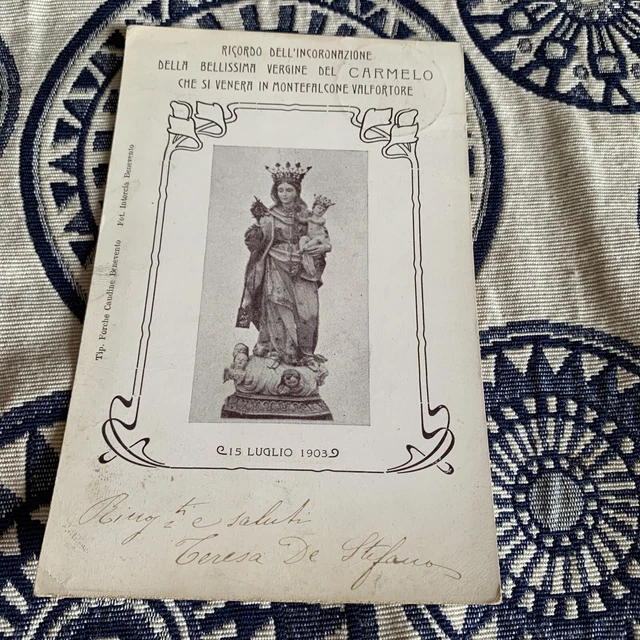 RICORDO DELL'INCORONAZIONE
DELLA BELLISSIMA VERGINE DEL CARMELO
CHE SI VENERA IN MONTEFALCONE VALFORTORE
Tip. Forche Caudine Benevento Fot. Intorcia Benevento
15 LUGLIO 1903
Ring.ti e saluti
Teresa De Stefano